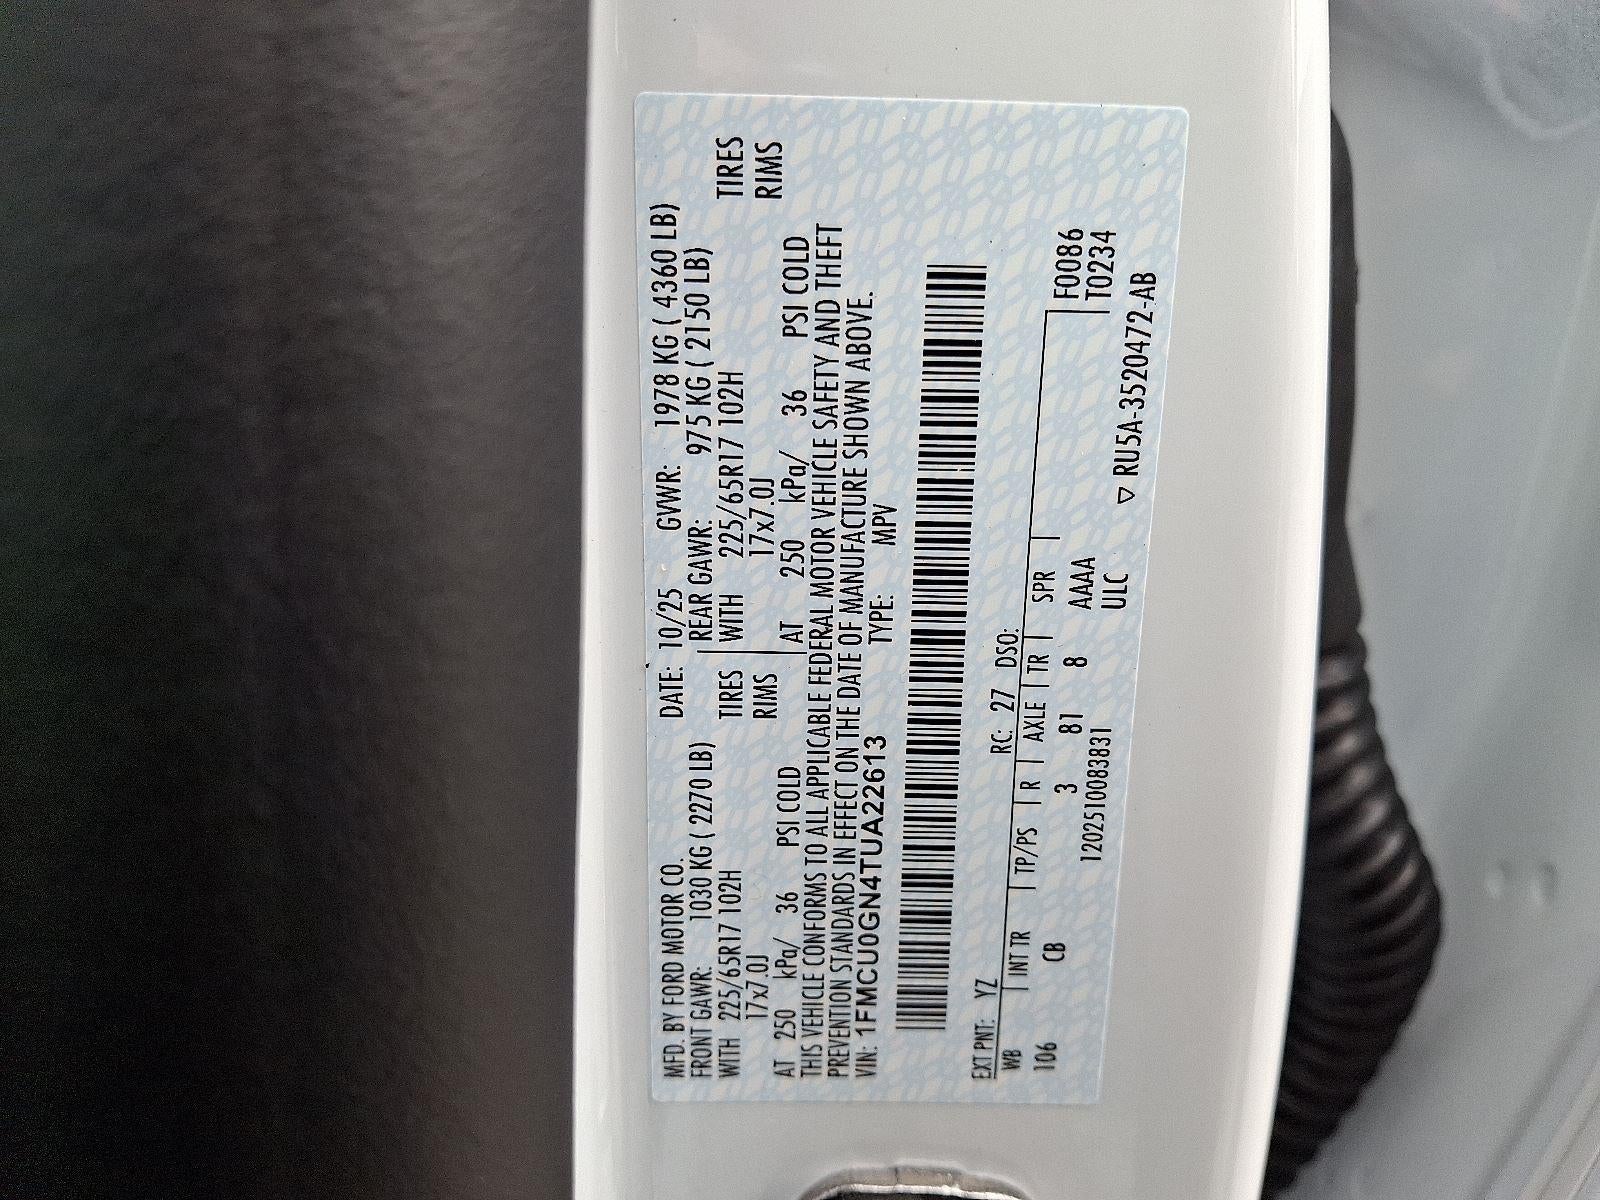 MFD. BY FORD MOTOR CO. DATE: 10/25 GVWR: 1978 KG ( 4360 LB)
FRONT GAWR: 1030 KG ( 2270 LB) REAR GAWR: 975 KG ( 2150 LB)
WITH 225/65R17 102H TIRES WITH 225/65R17 102H TIRES
17x7.0J RIMS 17x7.0J RIMS
AT 250 kPa/ 36 PSI COLD AT 250 kPa/ 36 PSI COLD
THIS VEHICLE CONFORMS TO ALL APPLICABLE FEDERAL MOTOR VEHICLE SAFETY AND THEFT
PREVENTION STANDARDS IN EFFECT ON THE DATE OF MANUFACTURE SHOWN ABOVE.
VIN: 1FMCU0GN4TUA22613 TYPE: MPV
EXT PNT: YZ RC: 27 DSO:
WB INT TR TP/PS R AXLE TR SPR F0086
106 CB 3 81 8 AAAA T0234
120251008383​1 ULC
▽ RU5A-3520472-AB